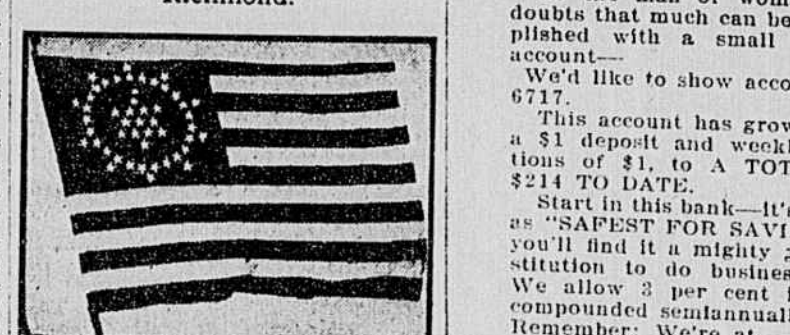 Richmond.
doubts that much can be
plished with a small
account—
We'd like to show acco
6717.
This account has grow
a $1 deposit and weekl
tions of $1, to A TOT
$214 TO DATE.
Start in this bank—it's
as "SAFEST FOR SAVI
you'll find it a mighty
stitution to do busines
We allow 3 per cent
compounded semiannuall
Remember: We're at